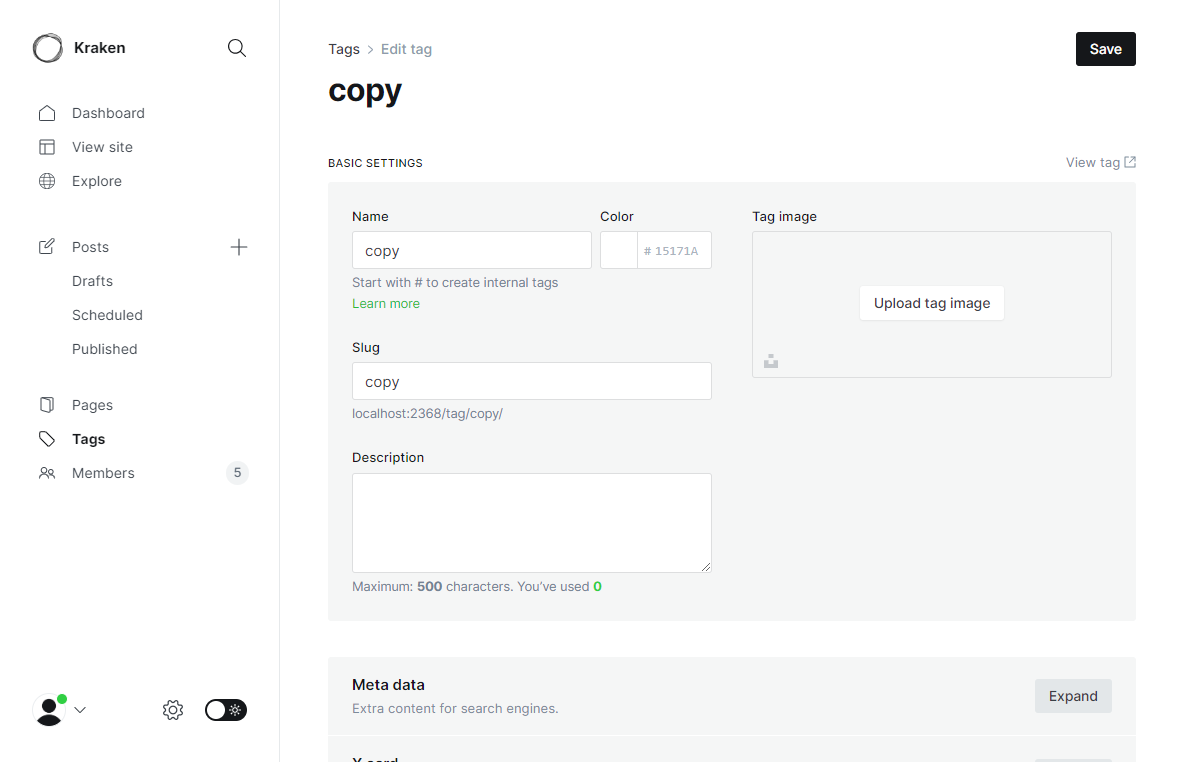 Kraken
Dashboard
View site
Explore
Posts
Drafts
Scheduled
Published
Pages
Tags
Members 5
Tags > Edit tag
Save
copy
BASIC SETTINGS
View tag
Name
Color
Tag image
copy
# 15171A
Start with # to create internal tags
Learn more
Upload tag image
Slug
copy
localhost:2368/tag/copy/
Description
Maximum: 500 characters. You’ve used 0
Meta data
Extra content for search engines.
Expand
X card